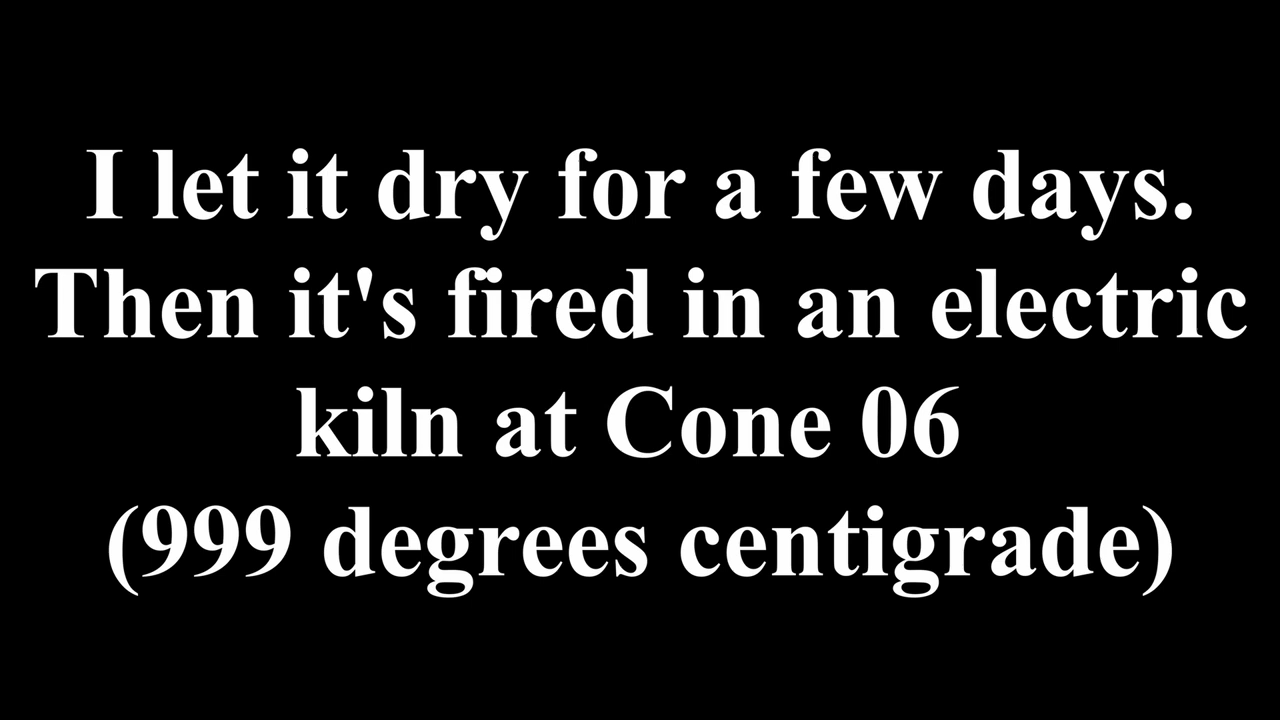 I let it dry for a few days.
Then it's fired in an electric
kiln at Cone 06
(999 degrees centigrade)